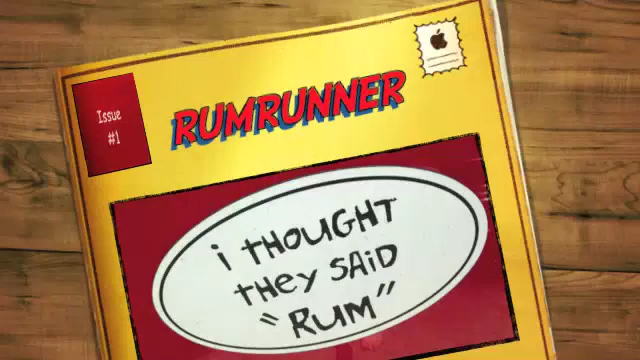 Issue
#1
RUMRUNNER
i THOUGHT
THEY SAiD
"RUM"